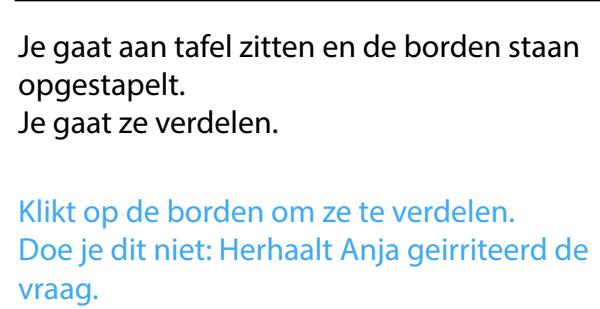 Je gaat aan tafel zitten en de borden staan
opgestapelt.
Je gaat ze verdelen.
Klikt op de borden om ze te verdelen.
Doe je dit niet: Herhaalt Anja geirriteerd de
vraag.